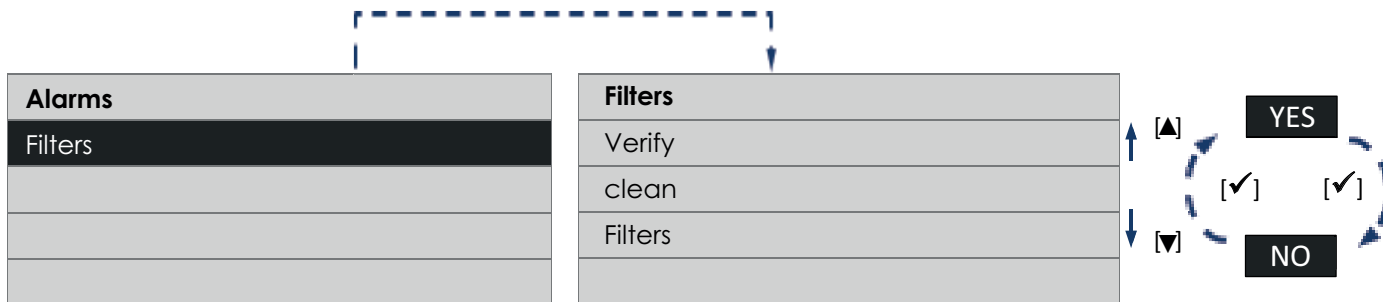 Alarms
Filters
Filters
Verify
clean
Filters
[▲]
[▼]
YES
[✓] [✓]
NO